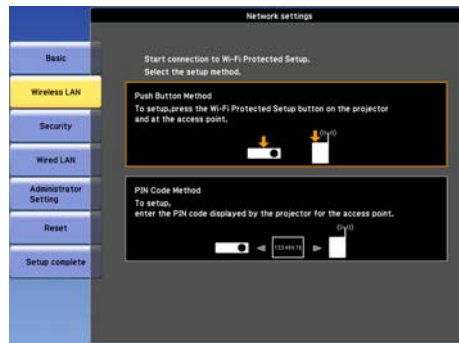 Network settings
Basic
Wireless LAN
Security
Wired LAN
Administrator
Setting
Reset
Setup complete
Start connection to Wi-Fi Protected Setup.
Select the setup method.
Push Button Method
To setup,press the Wi-Fi Protected Setup button on the projector
and at the access point.
PIN Code Method
To setup,
enter the PIN code displayed by the projector for the access point.